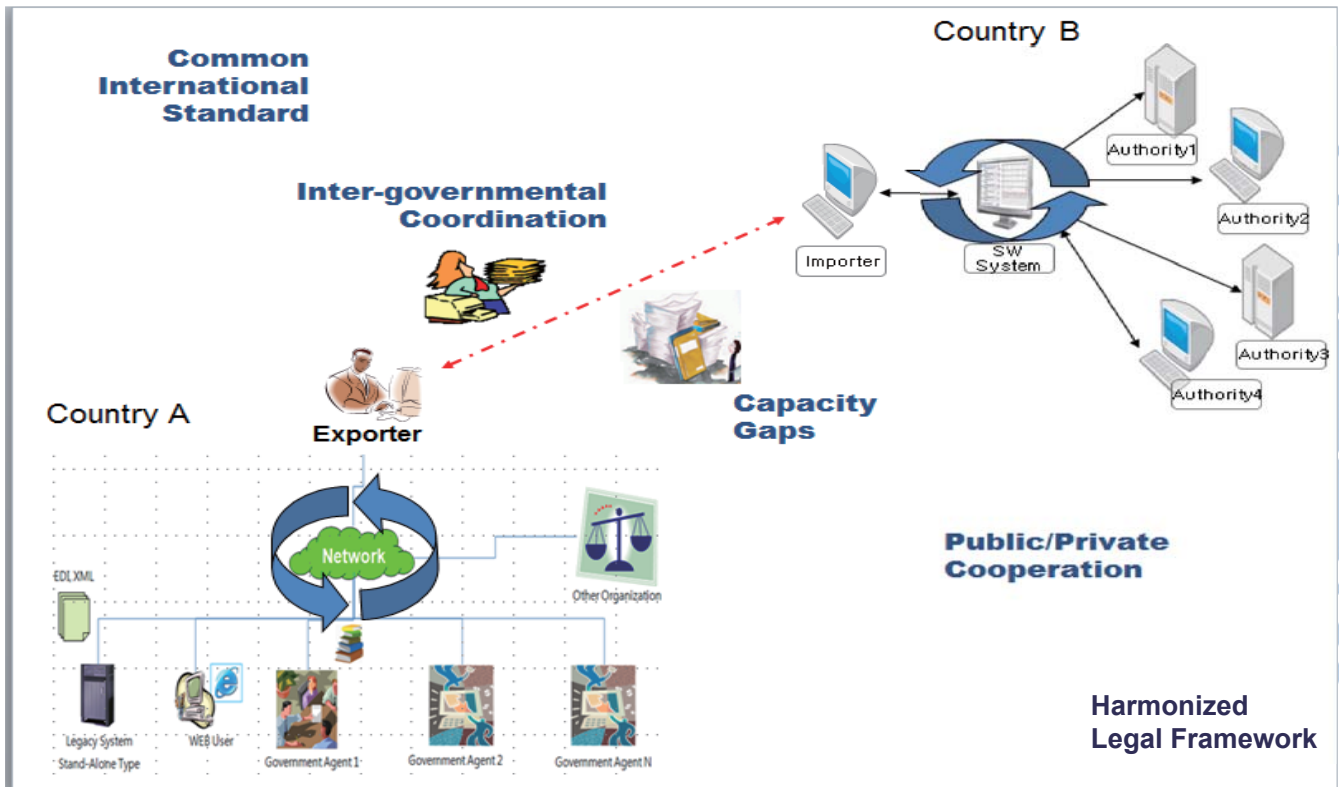 Common
International
Standard
Country B
Authority1
Authority2
Inter-governmental
Coordination
Importer
SW
System
Authority3
Authority4
Capacity
Gaps
Country A
Exporter
Network
EDI, XML
Other Organization
Public/Private
Cooperation
Legacy System
Stand-Alone Type
WEB User
Government Agent 1
Government Agent 2
Government Agent N
Harmonized
Legal Framework